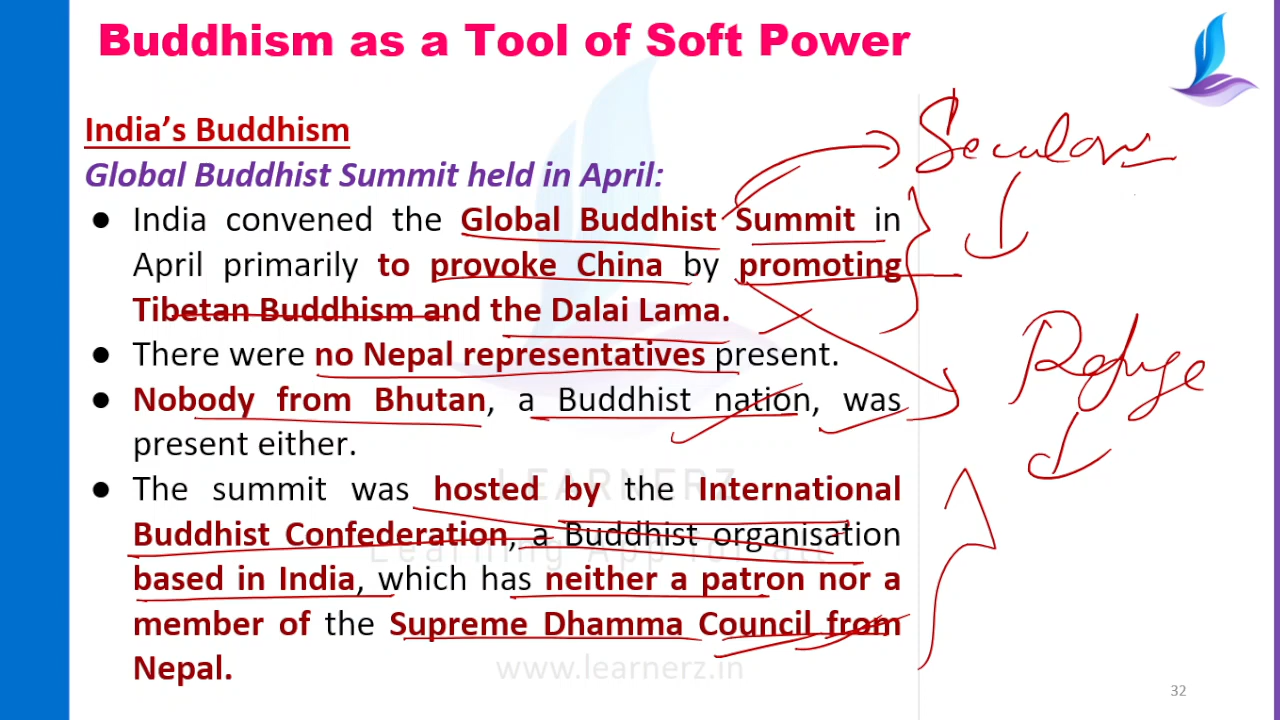 Buddhism as a Tool of Soft Power
India’s Buddhism
Global Buddhist Summit held in April:
● India convened the Global Buddhist Summit in
April primarily to provoke China by promoting
Tibetan Buddhism and the Dalai Lama.
● There were no Nepal representatives present.
● Nobody from Bhutan, a Buddhist nation, was
present either.
● The summit was hosted by the International
Buddhist Confederation, a Buddhist organisation
based in India, which has neither a patron nor a
member of the Supreme Dhamma Council from
Nepal.
Secular
Refuge
LEARNERZ
Learning App for all
www.learnerz.in
32